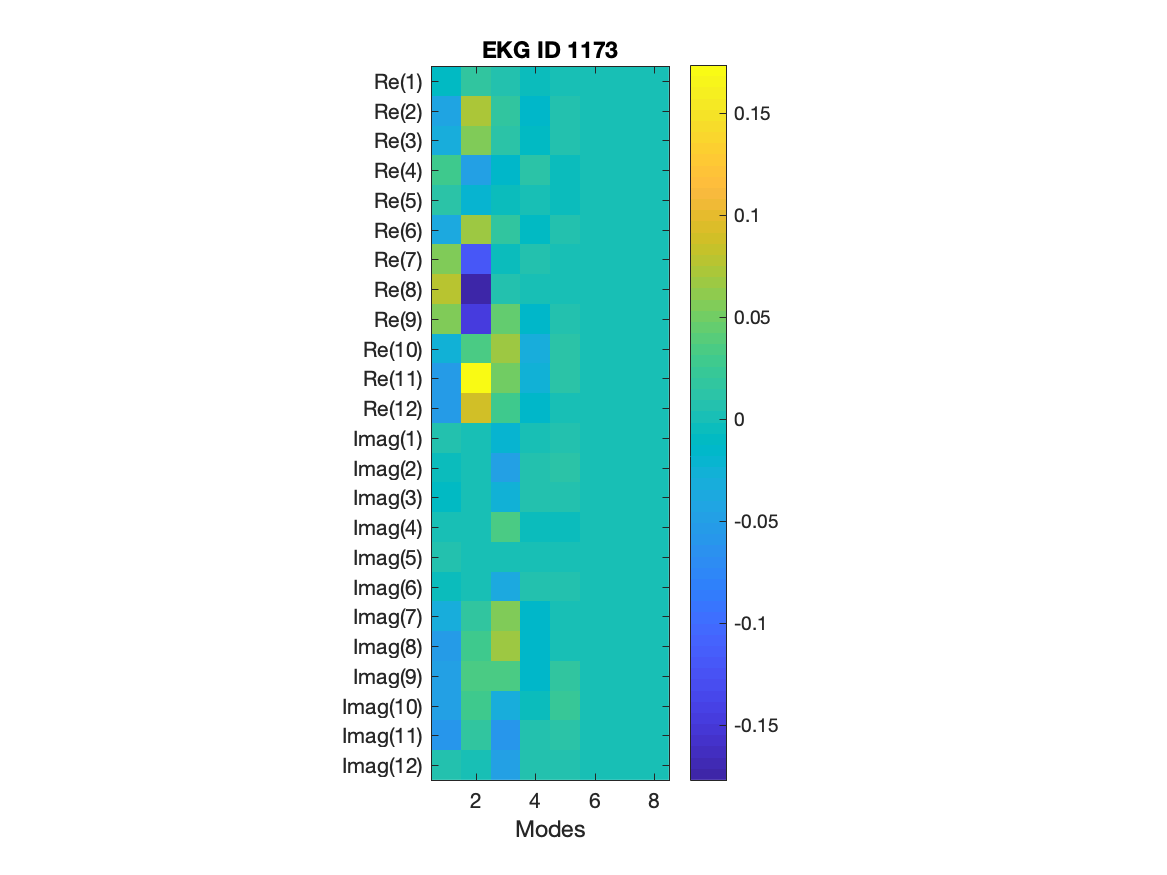 EKG ID 1173
Re(1)
Re(2)
Re(3)
Re(4)
Re(5)
Re(6)
Re(7)
Re(8)
Re(9)
Re(10)
Re(11)
Re(12)
Imag(1)
Imag(2)
Imag(3)
Imag(4)
Imag(5)
Imag(6)
Imag(7)
Imag(8)
Imag(9)
Imag(10)
Imag(11)
Imag(12)
2 4 6 8
Modes
0.15
0.1
0.05
0
-0.05
-0.1
-0.15